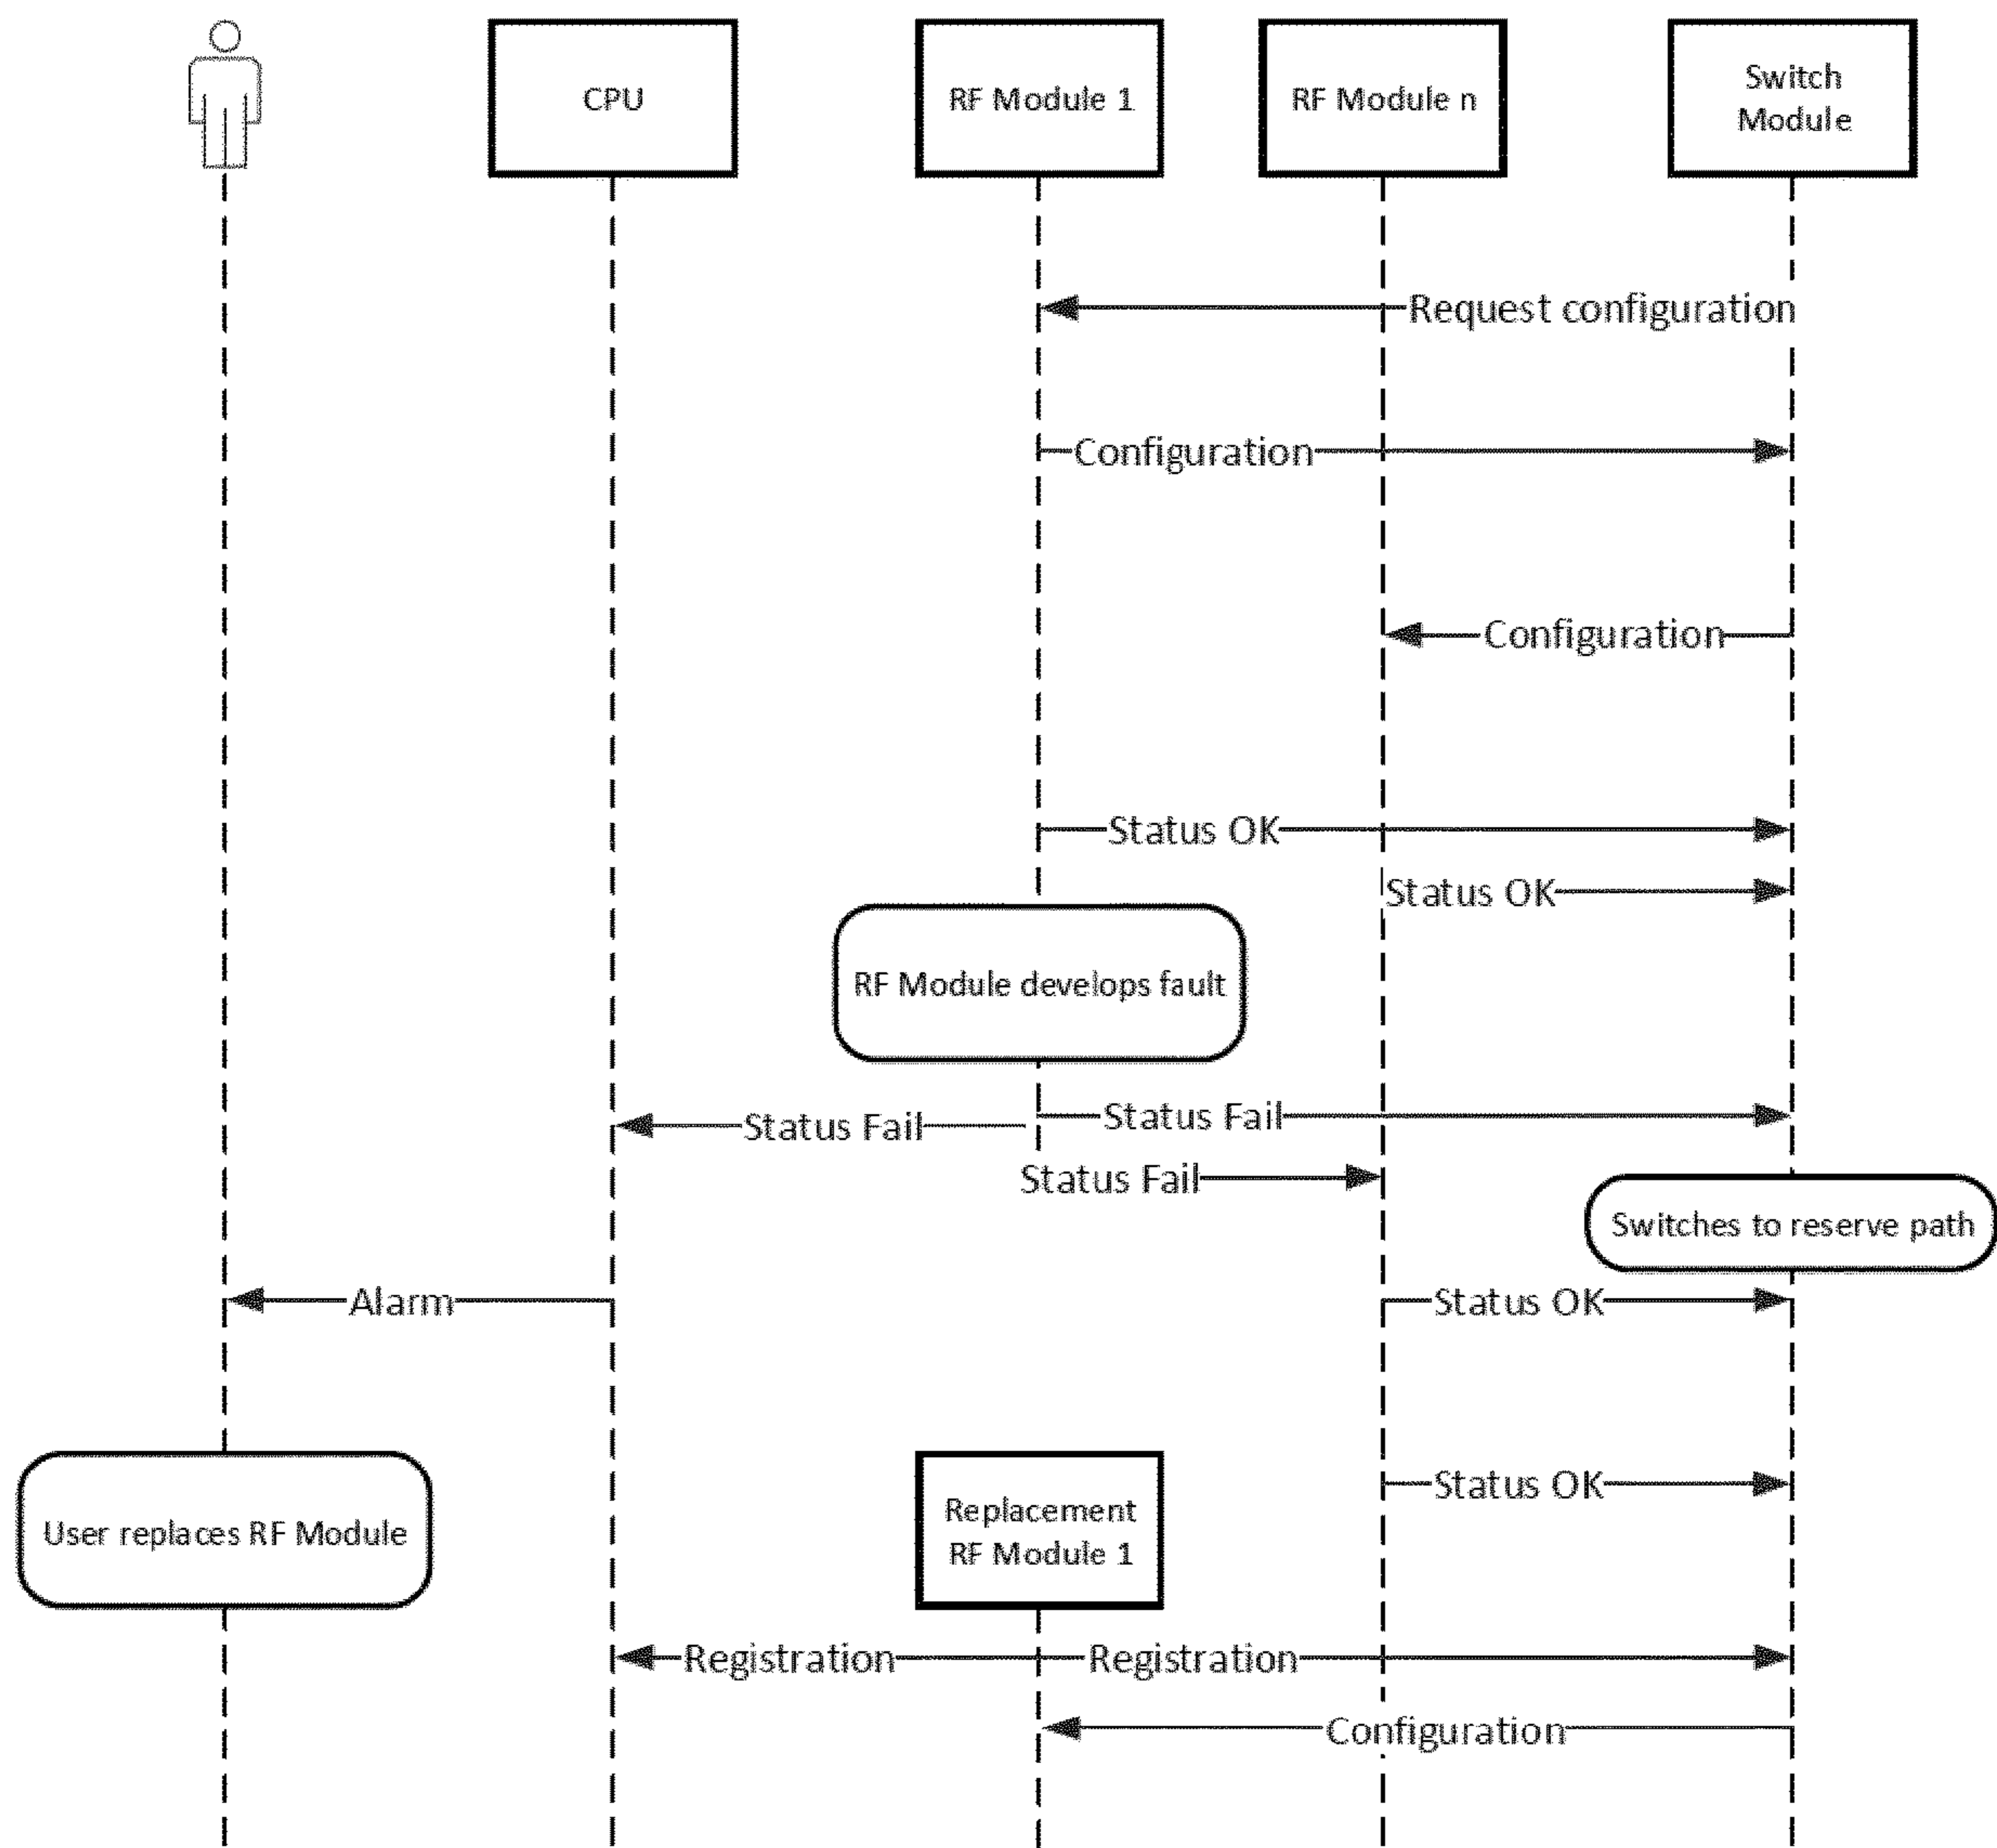 CPU
RF Module 1
RF Module n
Switch
Module
Request configuration
Configuration
Configuration
Status OK
Status OK
RF Module develops fault
Status Fail
Status Fail
Status Fail
Switches to reserve path
Alarm
Status OK
Status OK
User replaces RF Module
Replacement
RF Module 1
Registration
Registration
Configuration